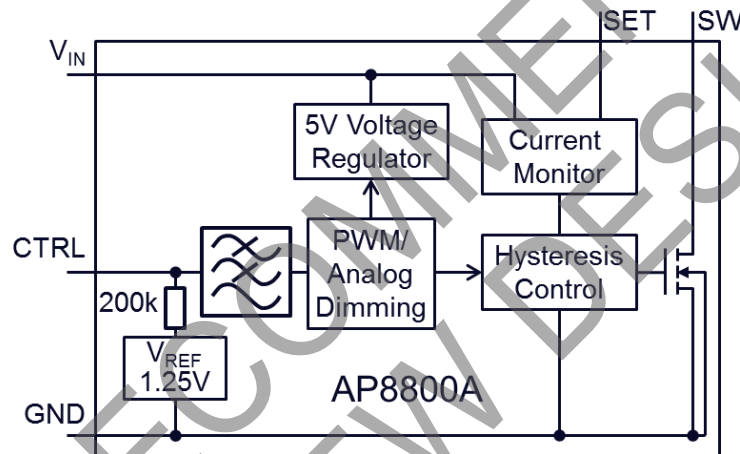 SET
SW
VIN
5V Voltage
Regulator
Current
Monitor
CTRL
PWM/
Analog
Dimming
Hysteresis
Control
200k
VREF
1.25V
AP8800A
GND